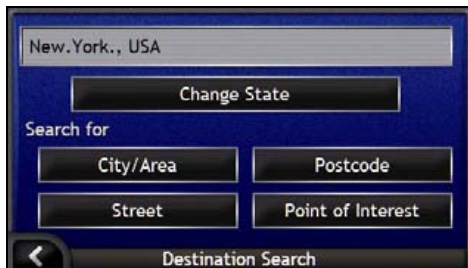 New.York., USA
Change State
Search for
City/Area Postcode
Street Point of Interest
Destination Search